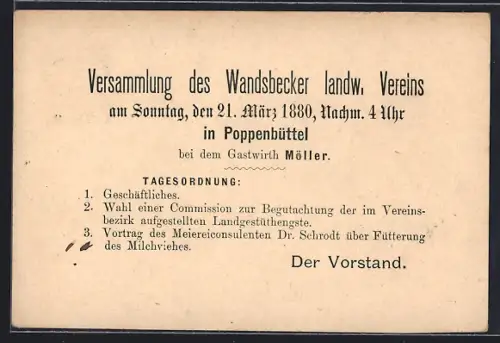 Versammlung des Wandsbecker landw. Vereins
am Sonntag, den 21. März 1880, Nachm. 4 Uhr
in Poppenbüttel
bei dem Gastwirth Möller.
TAGESORDNUNG:
1. Geschäftliches.
2. Wahl einer Commission zur Begutachtung der im Vereins-
bezirk aufgestellten Landgestüthengste.
3. Vortrag des Meiereiconsulenten Dr. Schrodt über Fütterung
des Milchviehes.
Der Vorstand.